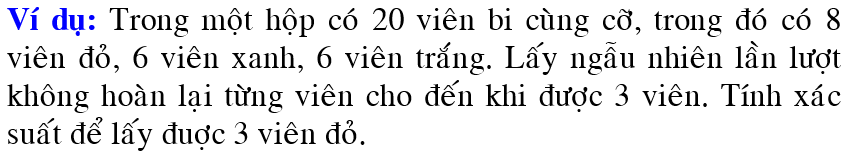 Ví dụ: Trong một hộp có 20 viên bi cùng cỡ, trong đó có 8
viên đỏ, 6 viên xanh, 6 viên trắng. Lấy ngẫu nhiên lần lượt
không hoàn lại từng viên cho đến khi được 3 viên. Tính xác
suất để lấy đuợc 3 viên đỏ.